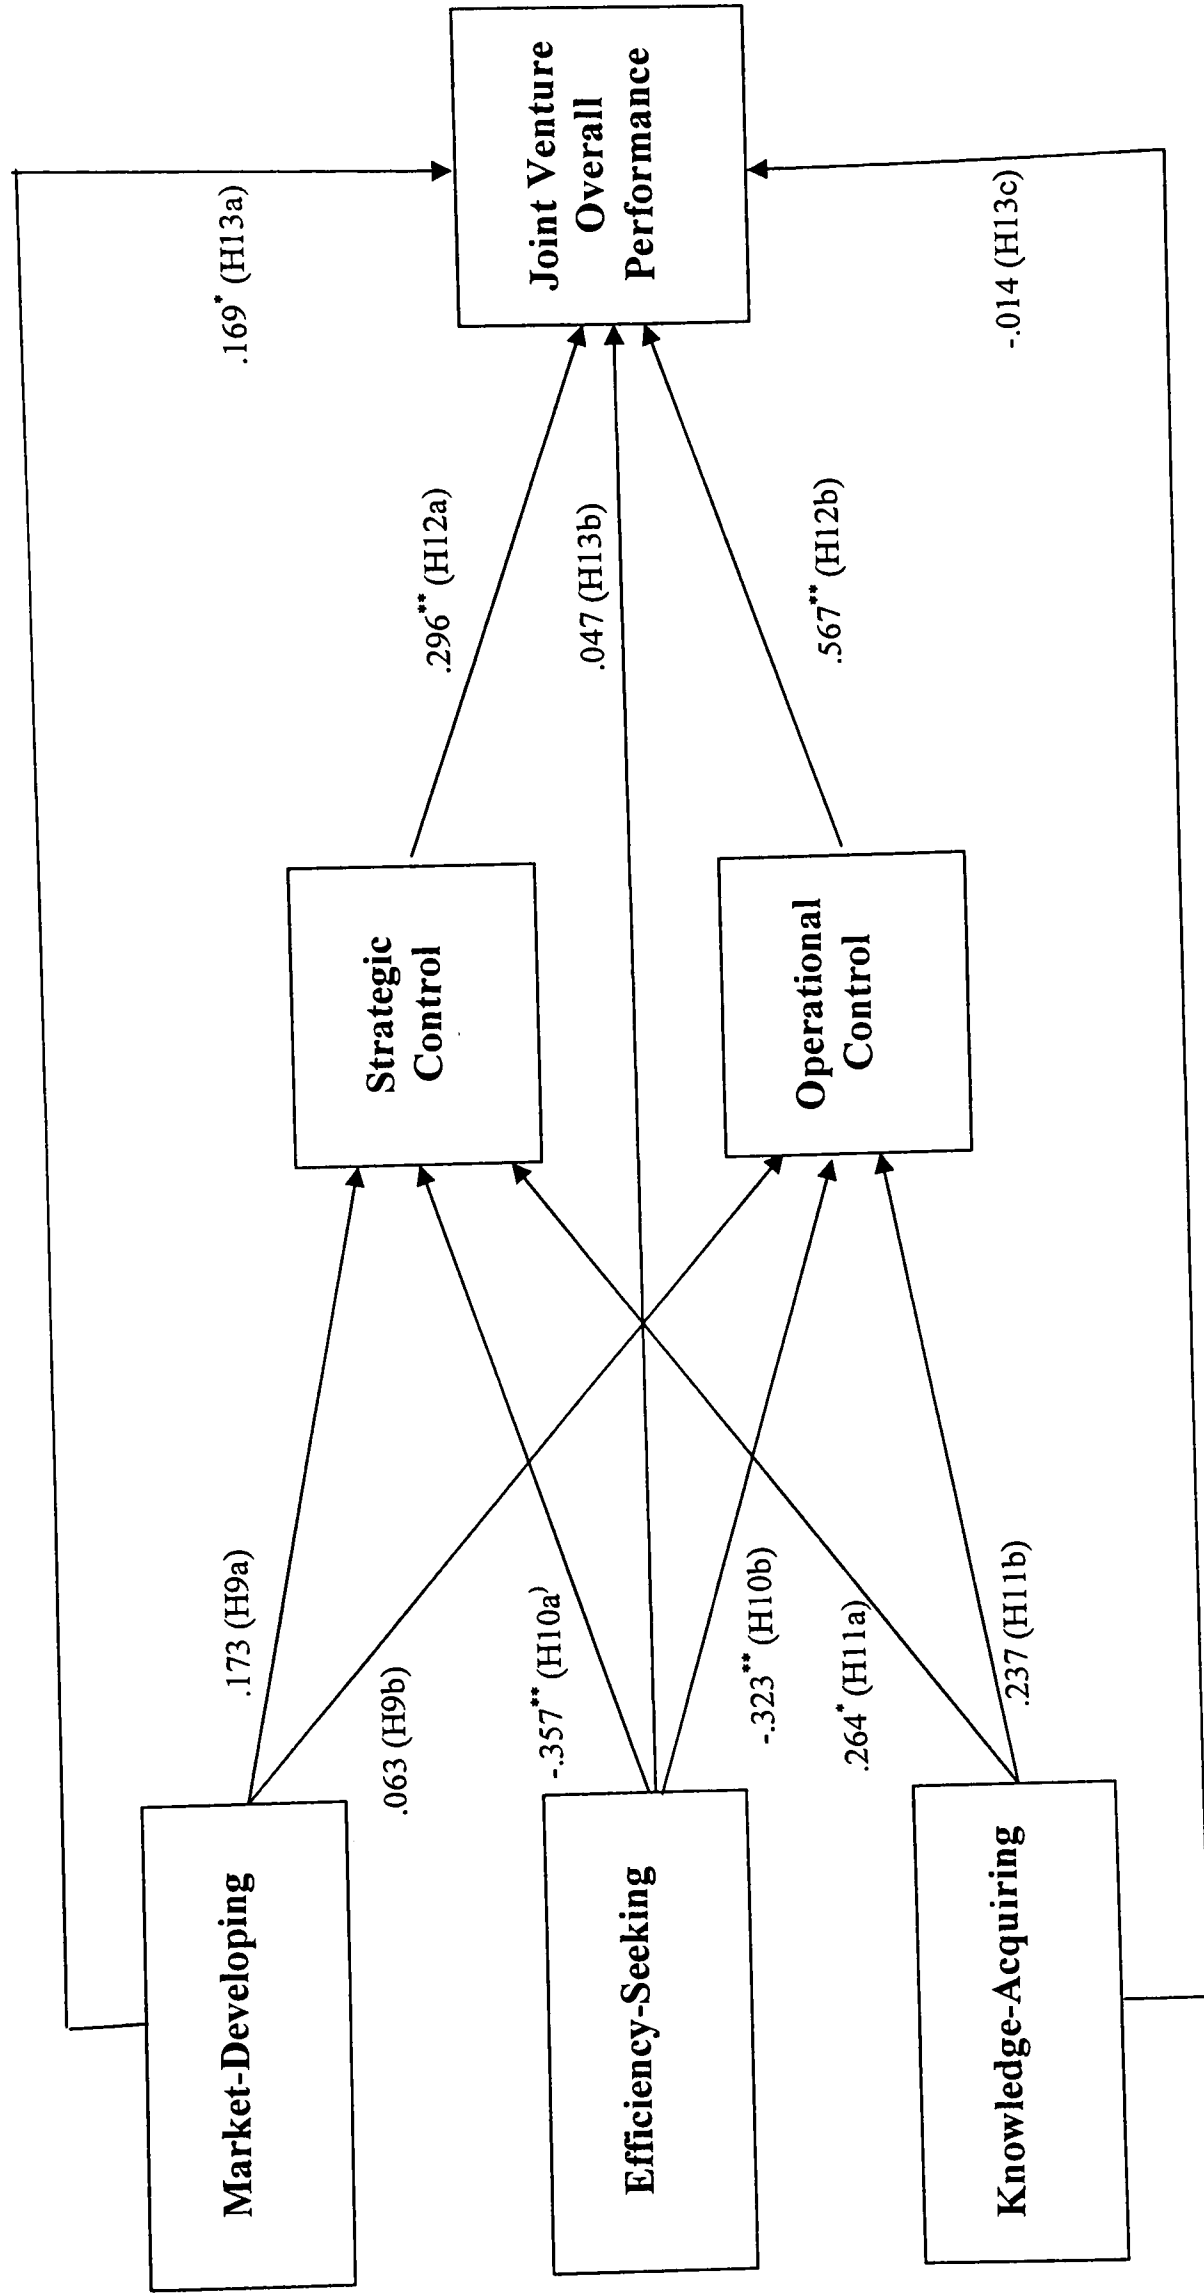 Market-Developing
Efficiency-Seeking
Knowledge-Acquiring
.173 (H9a)
.063 (H9b)
-.357** (H10a)
-.323** (H10b)
.264* (H11a)
.237 (H11b)
Strategic
Control
Operational
Control
.296** (H12a)
.047 (H13b)
.567** (H12b)
.169* (H13a)
-.014 (H13c)
Joint Venture
Overall
Performance